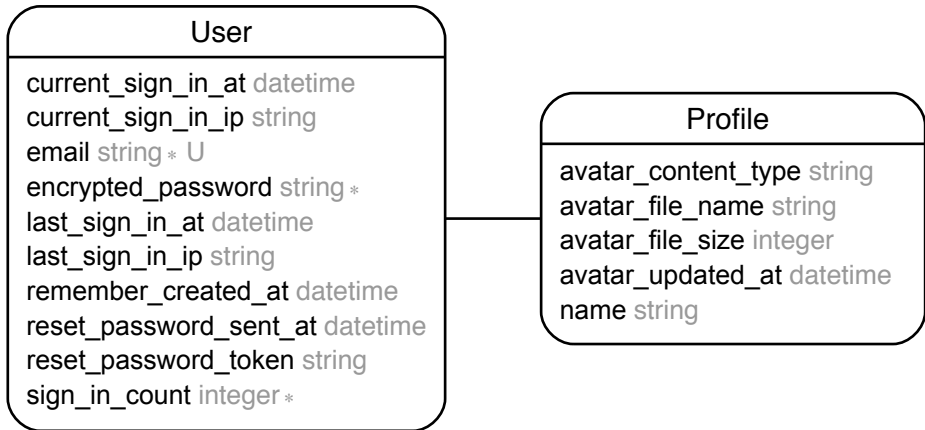 User
current_sign_in_at datetime
current_sign_in_ip string
email string * U
encrypted_password string *
last_sign_in_at datetime
last_sign_in_ip string
remember_created_at datetime
reset_password_sent_at datetime
reset_password_token string
sign_in_count integer *
Profile
avatar_content_type string
avatar_file_name string
avatar_file_size integer
avatar_updated_at datetime
name string